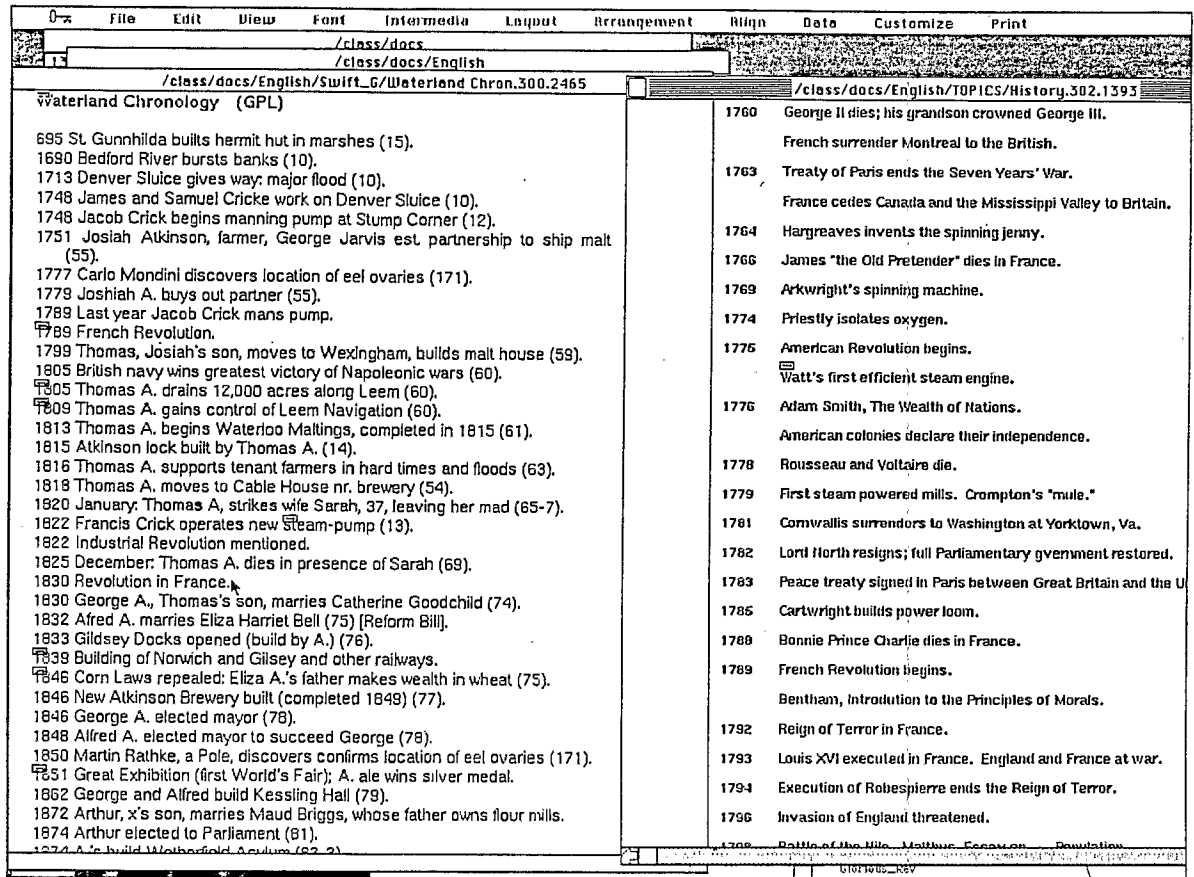 File Edit View Font Intermedia Layout Arrangement Align Data Customize Print
/class/docs
13 /class/docs/English
/class/docs/English/Swift_G/Waterland Chron.300.2465
Waterland Chronology (GPL)
695 St. Gunnhilda builts hermit hut in marshes (15).
1690 Bedford River bursts banks (10).
1713 Denver Sluice gives way: major flood (10).
1748 James and Samuel Cricke work on Denver Sluice (10).
1748 Jacob Crick begins manning pump at Stump Corner (12).
1751 Josiah Atkinson, farmer, George Jarvis est. partnership to ship malt
(55).
1777 Carlo Mondini discovers location of eel ovaries (171).
1779 Joshiah A. buys out partner (55).
1789 Last year Jacob Crick mans pump.
1789 French Revolution.
1799 Thomas, Josiah's son, moves to Wexingham, builds malt house (59).
1805 British navy wins greatest victory of Napoleonic wars (60).
1805 Thomas A. drains 12,000 acres along Leem (60).
1809 Thomas A. gains control of Leem Navigation (60).
1813 Thomas A. begins Waterloo Maltings, completed in 1815 (61).
1815 Atkinson lock built by Thomas A. (14).
1816 Thomas A. supports tenant farmers in hard times and floods (63).
1818 Thomas A. moves to Cable House nr. brewery (54).
1820 January: Thomas A, strikes wife Sarah, 37, leaving her mad (65-7).
1822 Francis Crick operates new steam-pump (13).
1822 Industrial Revolution mentioned.
1825 December: Thomas A. dies in presence of Sarah (69).
1830 Revolution in France.
1830 George A., Thomas's son, marries Catherine Goodchild (74).
1832 Afred A. marries Eliza Harriet Bell (75) [Reform Bill].
1833 Gildsey Docks opened (build by A.) (76).
1839 Building of Norwich and Gilsey and other railways.
1846 Corn Laws repealed: Eliza A.'s father makes wealth in wheat (75).
1846 New Atkinson Brewery built (completed 1849) (77).
1846 George A. elected mayor (78).
1848 Alfred A. elected mayor to succeed George (78).
1850 Martin Rathke, a Pole, discovers confirms location of eel ovaries (171).
1851 Great Exhibition (first World's Fair); A. ale wins silver medal.
1862 George and Alfred build Kessling Hall (79).
1872 Arthur, x's son, marries Maud Briggs, whose father owns flour mills.
1874 Arthur elected to Parliament (81).
1874 A.'s build Wetherfield Asylum
/class/docs/English/TOPICS/History.302.1393
1760 George II dies; his grandson crowned George III.
French surrender Montreal to the British.
1763 Treaty of Paris ends the Seven Years' War.
France cedes Canada and the Mississippi Valley to Britain.
1764 Hargreaves invents the spinning jenny.
1766 James "the Old Pretender" dies in France.
1769 Arkwright's spinning machine.
1774 Priestly isolates oxygen.
1775 American Revolution begins.
Watt's first efficient steam engine.
1776 Adam Smith, The Wealth of Nations.
American colonies declare their independence.
1778 Rousseau and Voltaire die.
1779 First steam powered mills. Crompton's "mule."
1781 Cornwallis surrendors to Washington at Yorktown, Va.
1782 Lord North resigns; full Parliamentary gvernment restored.
1783 Peace treaty signed in Paris between Great Britain and the U
1785 Cartwright builds power loom.
1788 Bonnie Prince Charlie dies in France.
1789 French Revolution begins.
Bentham, Introdution to the Principles of Morals.
1792 Reign of Terror in France.
1793 Louis XVI executed in France. England and France at war.
1794 Execution of Robespierre ends the Reign of Terror.
1796 Invasion of England threatened.
1798 Battle of the Nile. Malthus, Essay on Population
Glorious_Rev